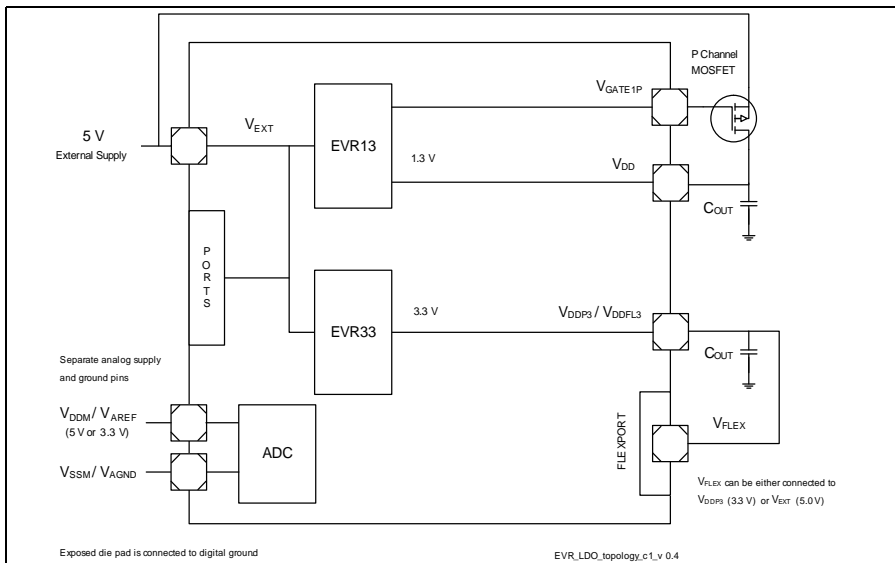 P Channel
MOSFET
VGATE1P
5 V
External Supply
VEXT
EVR13
1.3 V
VDD
COUT
PORTS
EVR33
3.3 V
VDDP3 / VDDFL3
COUT
Separate analog supply
and ground pins
VDDM / VAREF
(5 V or 3.3 V)
ADC
VSSM / VAGND
FLEXPORT
VFLEX
VFLEX can be either connected to
VDDP3 (3.3 V) or VEXT (5.0 V)
Exposed die pad is connected to digital ground
EVR_LDO_topology_c1_v 0.4